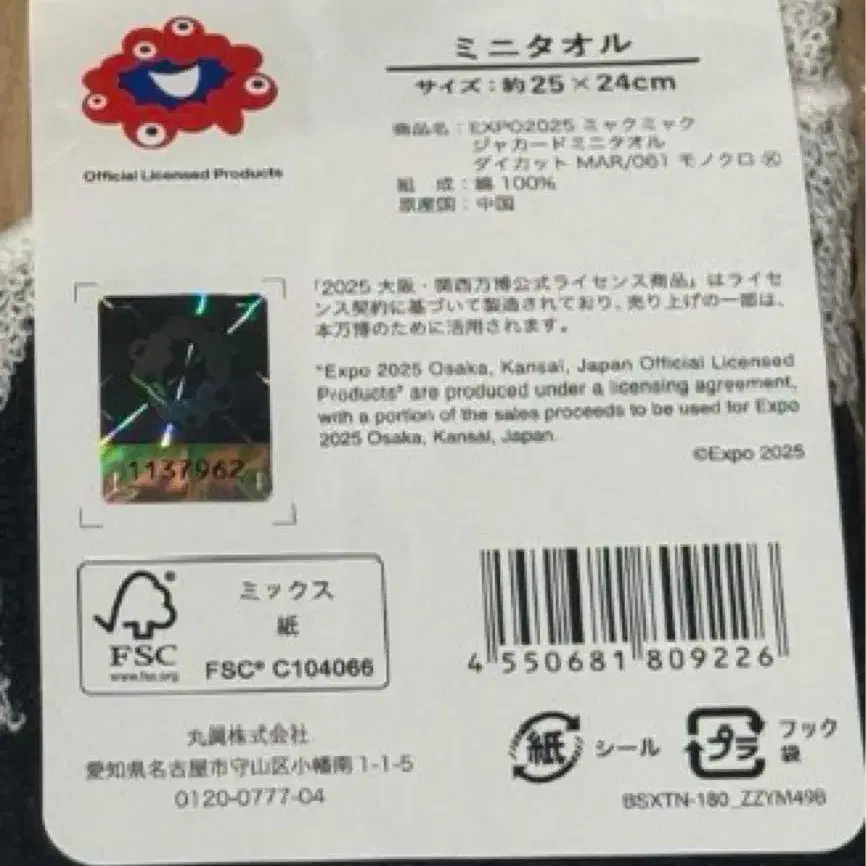 Official Licensed Products
ミニタオル
サイズ：約25×24cm
商品名：EXPO2025 ミャクミャク
ジャカードミニタオル
ダイカット MAR/061 モノクロ
組 成：綿 100%
原産国：中国
「2025 大阪・関西万博公式ライセンス商品」はライセ
ンス契約に基づいて製造されており、売り上げの一部は、
本万博のために活用されます。
"Expo 2025 Osaka, Kansai, Japan Official Licensed
Products" are produced under a licensing agreement,
with a portion of the sales proceeds to be used for Expo
2025 Osaka, Kansai, Japan.
©Expo 2025
1137962
FSC®
www.fsc.org
ミックス
紙
FSC® C104066
4 550681 809226
丸眞株式会社
愛知県名古屋市守山区小幡南1-1-5
0120-0777-04
紙 シール
プラ フック
袋
BSXTN-180_ZZYM498